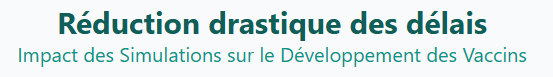 Réduction drastique des délais
Impact des Simulations sur le Développement des Vaccins